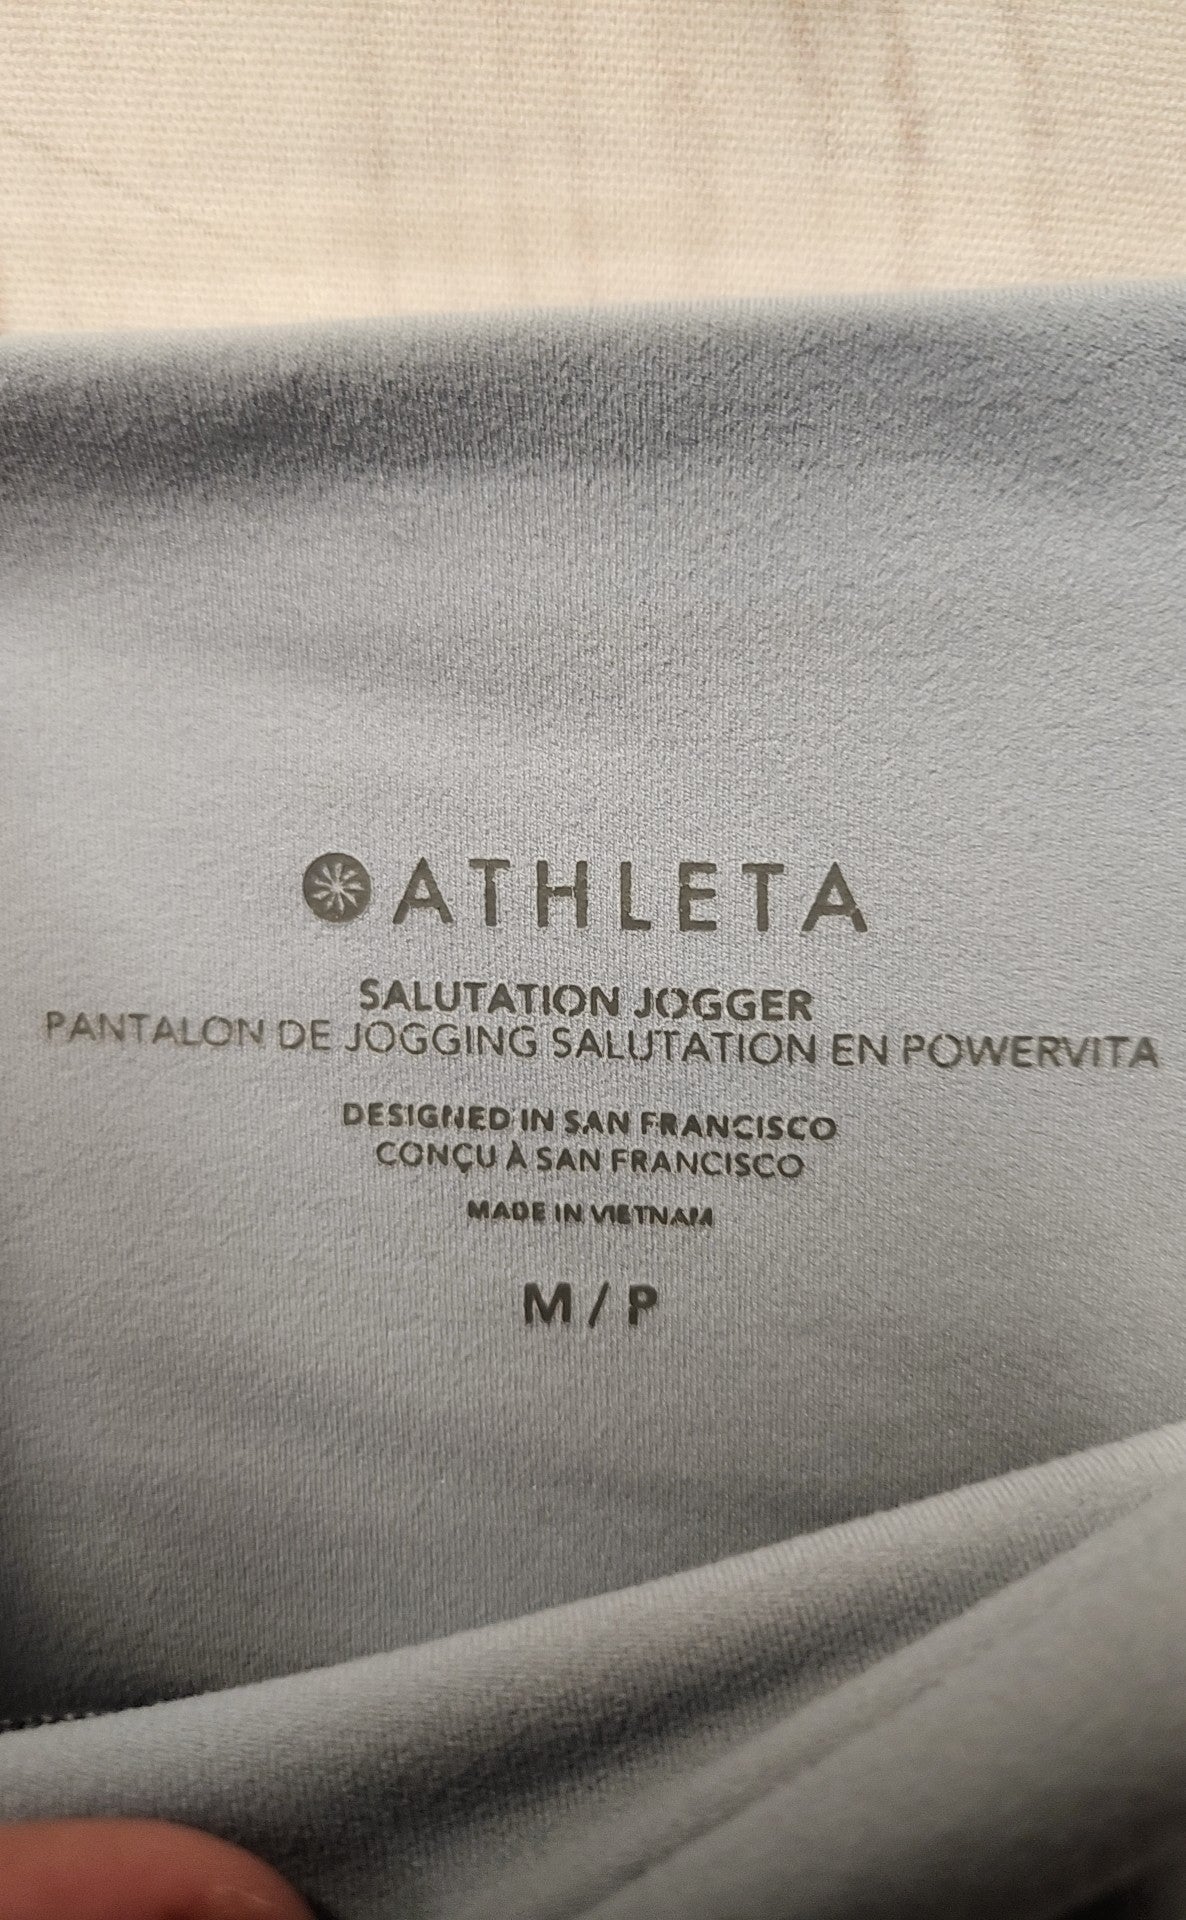 ATHLETA
SALUTATION JOGGER
PANTALON DE JOGGING SALUTATION EN POWERVITA
DESIGNED IN SAN FRANCISCO
CONÇU À SAN FRANCISCO
MADE IN VIETNAM
M / P